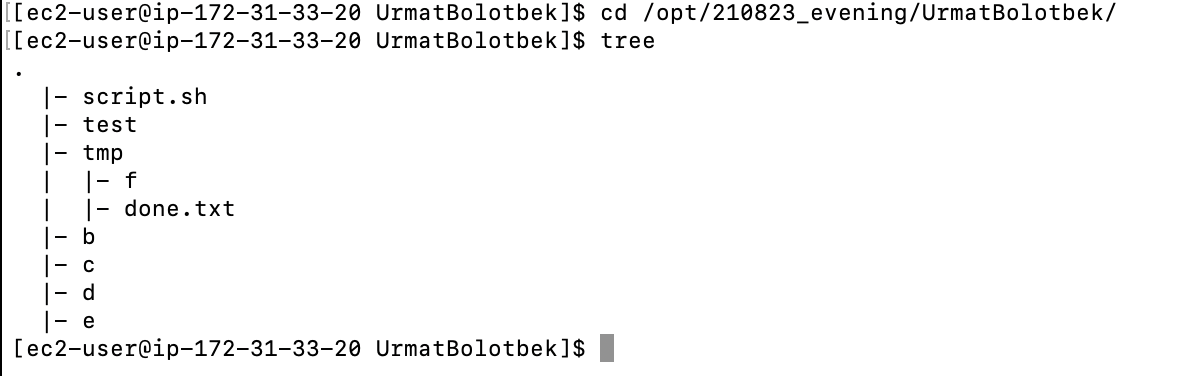 [[ec2-user@ip-172-31-33-20 UrmatBolotbek]$ cd /opt/210823_evening/UrmatBolotbek/
[[ec2-user@ip-172-31-33-20 UrmatBolotbek]$ tree
.
  |- script.sh
  |- test
  |- tmp
  |  |- f
  |  |- done.txt
  |- b
  |- c
  |- d
  |- e
[ec2-user@ip-172-31-33-20 UrmatBolotbek]$